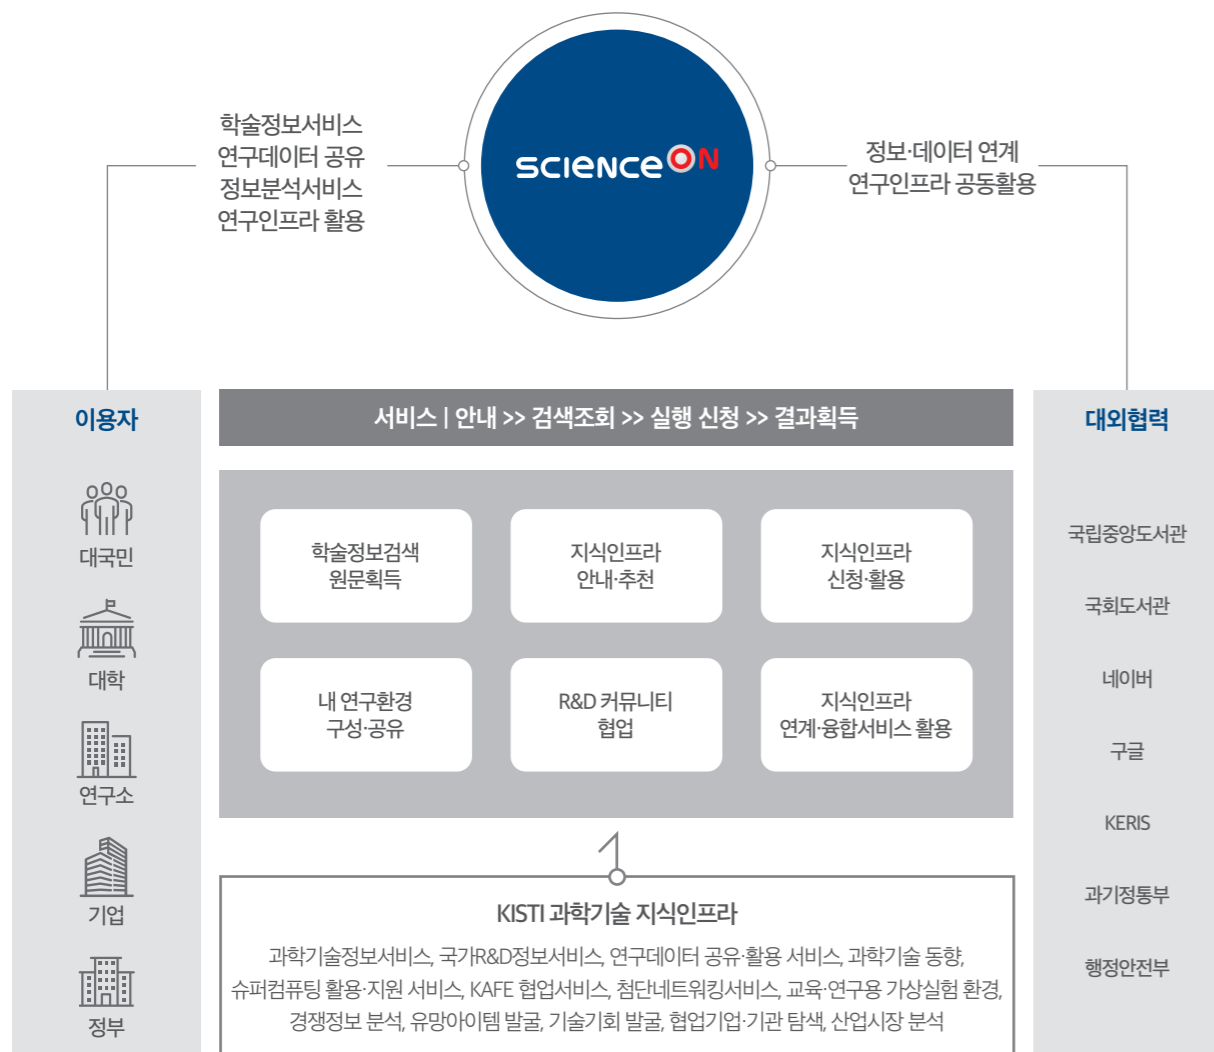 학술정보서비스
연구데이터 공유
정보분석서비스
연구인프라 활용
SCIENCE ON
정보·데이터 연계
연구인프라 공동활용
이용자
대국민
대학
연구소
기업
정부
서비스 | 안내 >> 검색조회 >> 실행 신청 >> 결과획득
학술정보검색
원문획득
지식인프라
안내·추천
지식인프라
신청·활용
내 연구환경
구성·공유
R&D 커뮤니티
협업
지식인프라
연계·융합서비스 활용
KISTI 과학기술 지식인프라
과학기술정보서비스, 국가R&D정보서비스, 연구데이터 공유·활용 서비스, 과학기술 동향,
슈퍼컴퓨팅 활용·지원 서비스, KAFE 협업서비스, 첨단네트워킹서비스, 교육·연구용 가상실험 환경,
경쟁정보 분석, 유망아이템 발굴, 기술기회 발굴, 협업기업·기관 탐색, 산업시장 분석
대외협력
국립중앙도서관
국회도서관
네이버
구글
KERIS
과기정통부
행정안전부